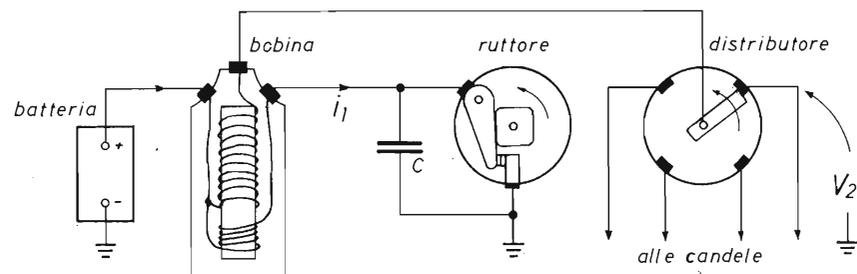 bobina
ruttore
distributore
batteria
+
-
i1
C
V2
alle candele